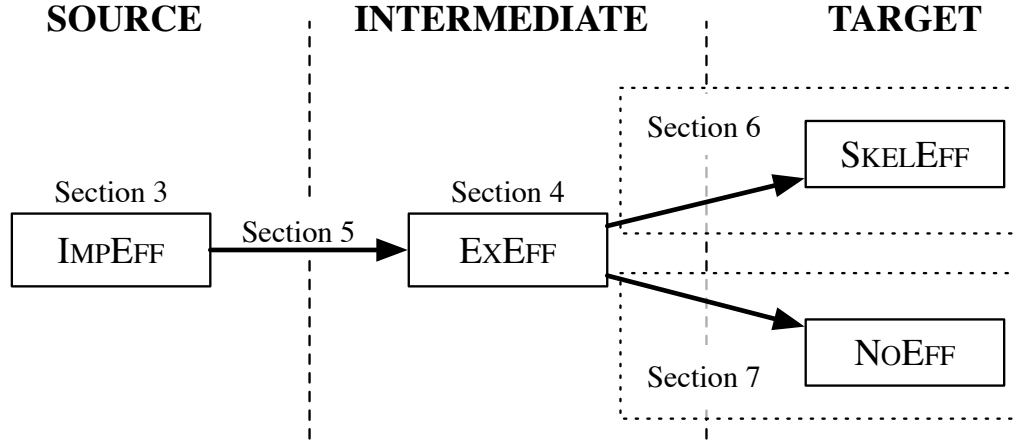 SOURCE
INTERMEDIATE
TARGET
Section 6
SKELEFF
Section 3
Section 4
IMPEFF
Section 5
EXEFF
NOEFF
Section 7